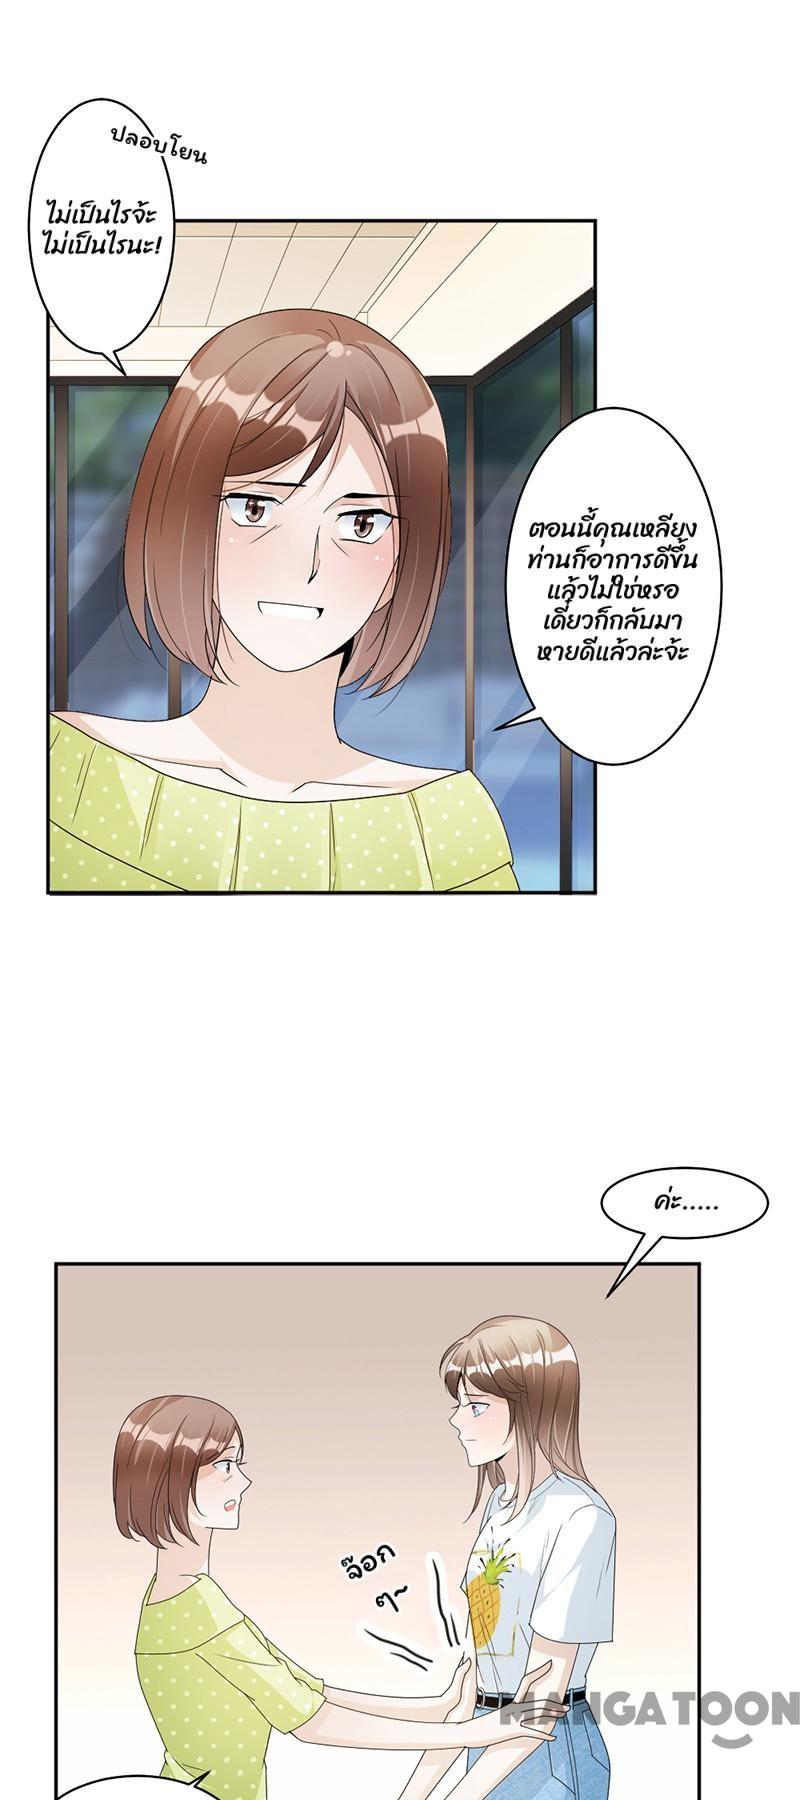 ปลอบโยน
ไม่เป็นไรจ้ะ
ไม่เป็นไรนะ!
ตอนนี้คุณเหลียง
ท่านก็อาการดีขึ้น
แล้วไม่ใช่หรอ
เดี๋ยวก็กลับมา
หายดีแล้วล่ะจ้ะ
ค่ะ.....
จ๊อก
ๆ~
MANGATOON